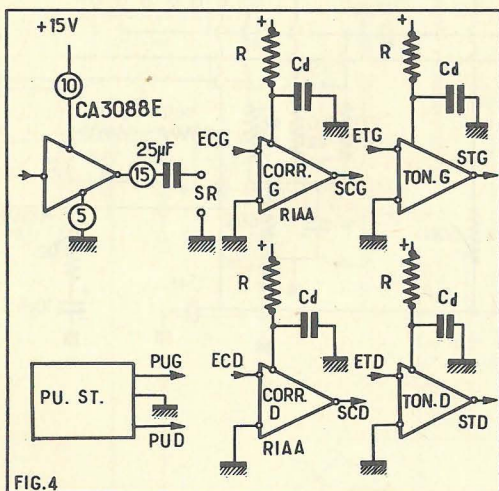 +15V
10
CA3088E
25µF
15
SR
5
+
R
Cd
ECG
CORR.
G
SCG
RIAA
+
R
Cd
ETG
TON.G
STG
+
R
Cd
ECD
CORR.
D
SCD
RIAA
+
R
Cd
ETD
TON.D
STD
PU. ST.
PUG
PUD
FIG.4